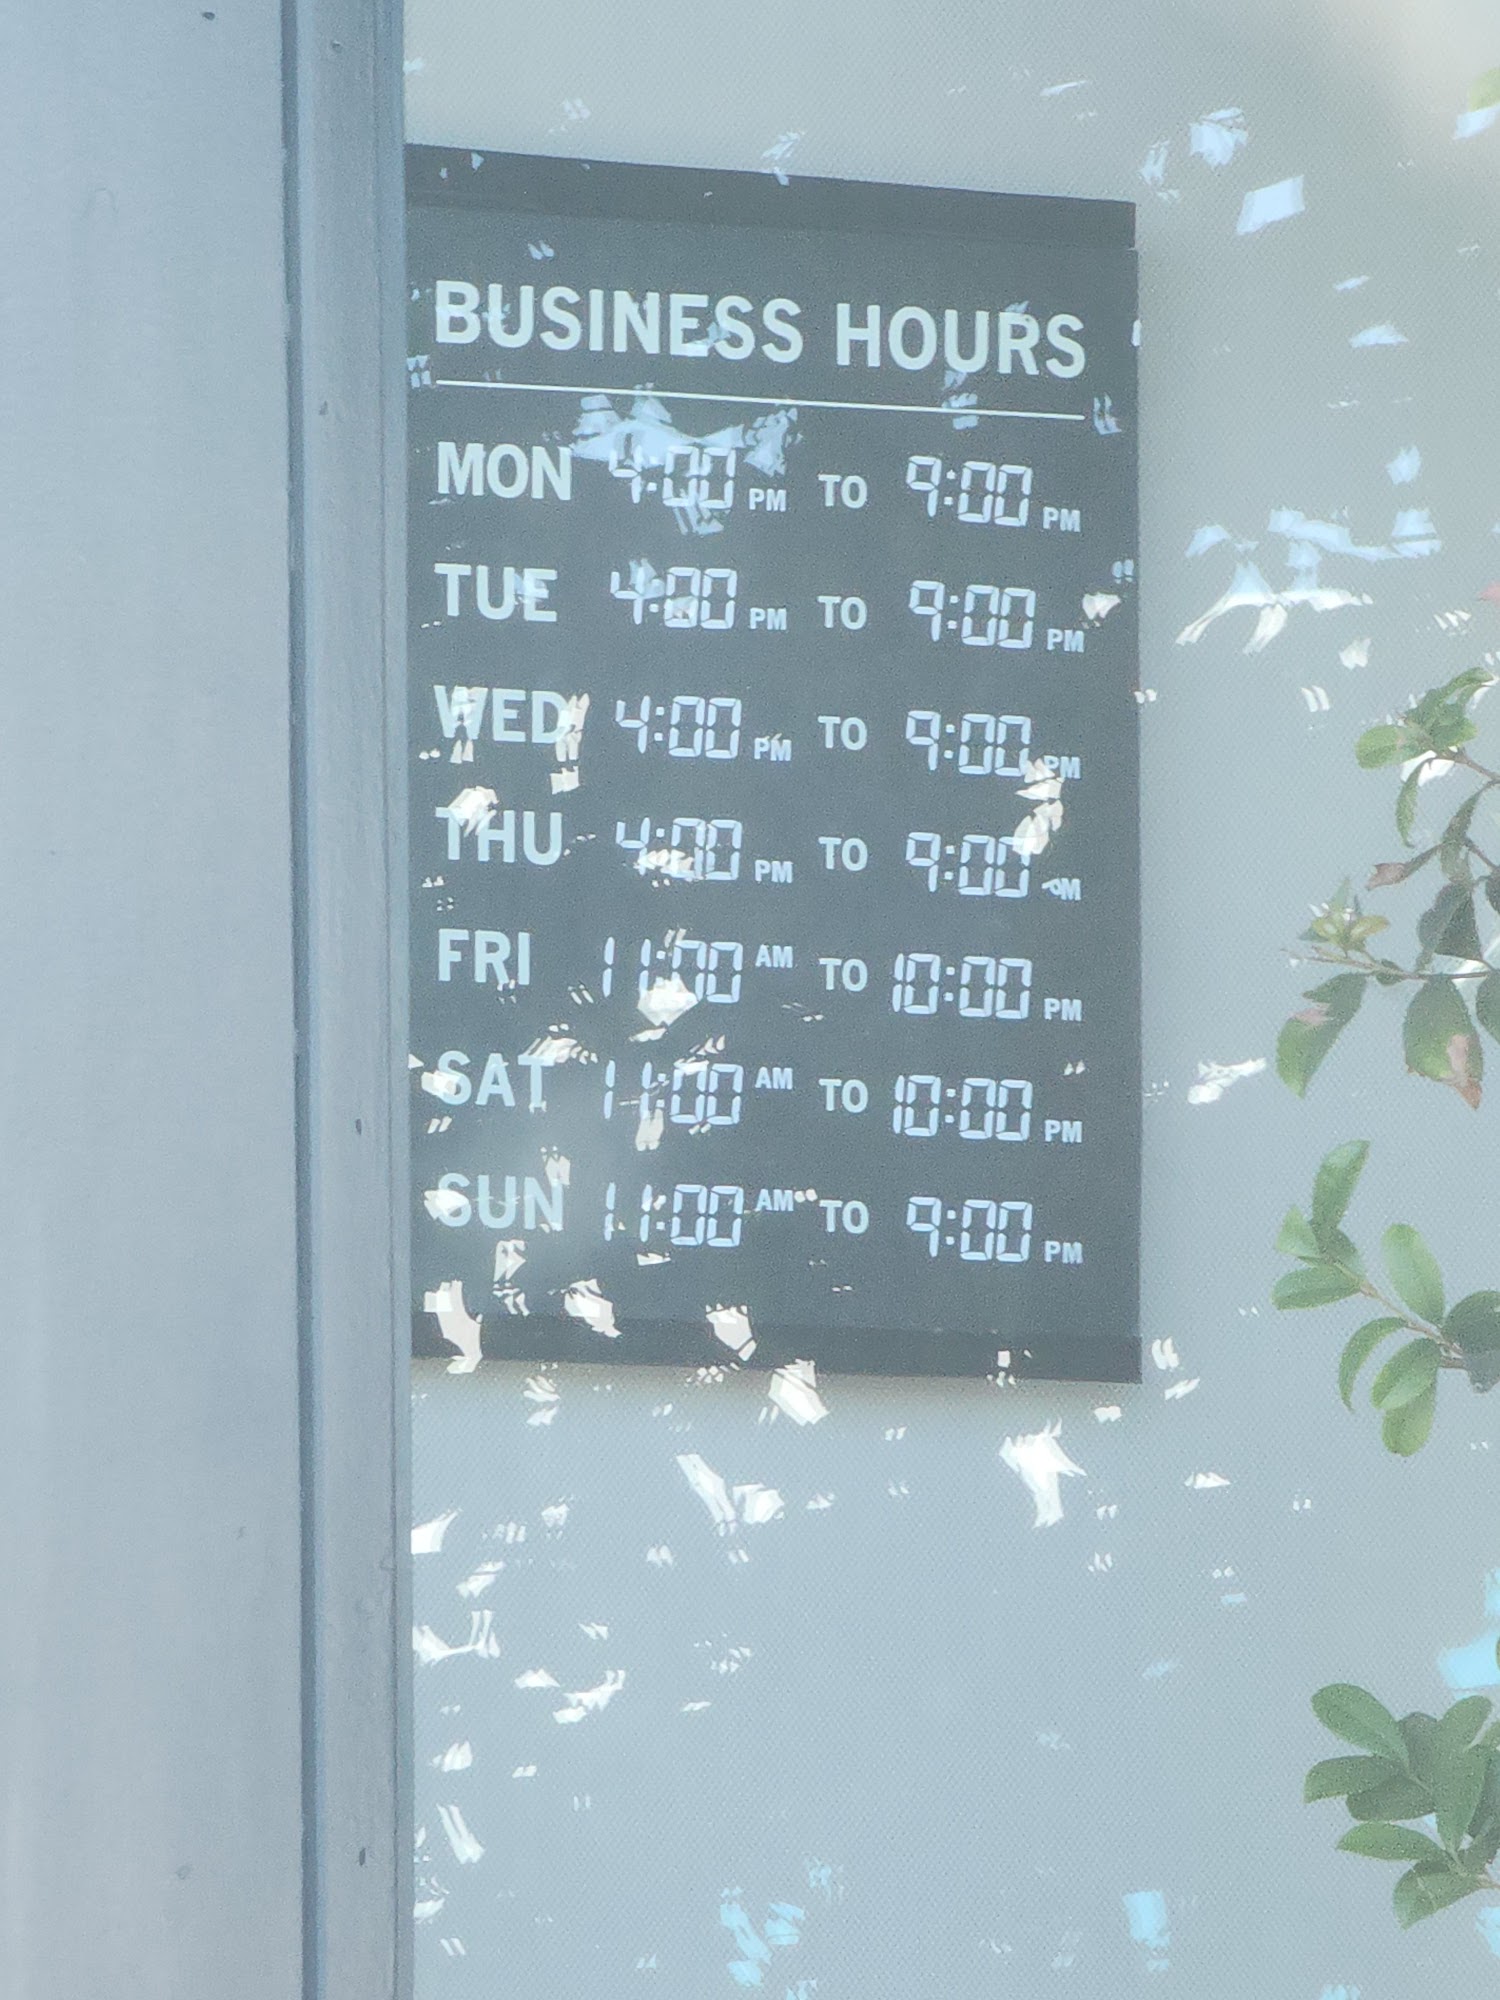 BUSINESS HOURS
MON 4:00 PM TO 9:00 PM
TUE 4:00 PM TO 9:00 PM
WED 4:00 PM TO 9:00 PM
THU 4:00 PM TO 9:00 PM
FRI 11:00 AM TO 10:00 PM
SAT 11:00 AM TO 10:00 PM
SUN 11:00 AM TO 9:00 PM